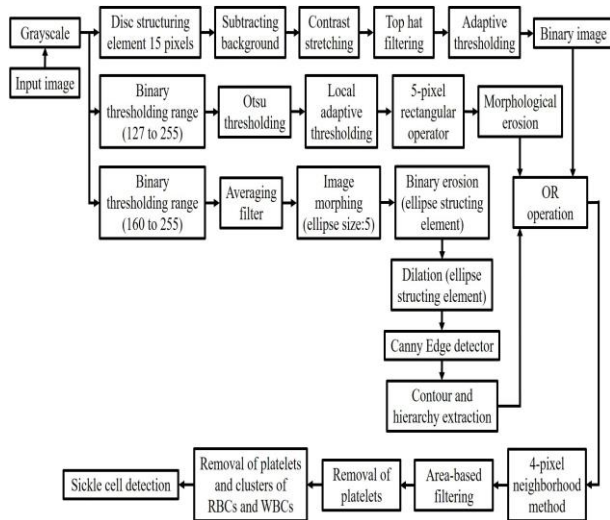 Grayscale
Input image
Disc structuring
element 15 pixels
Subtracting
background
Contrast
stretching
Top hat
filtering
Adaptive
thresholding
Binary image
Binary
thresholding range
(127 to 255)
Otsu
thresholding
Local
adaptive
thresholding
5-pixel
rectangular
operator
Morphological
erosion
Binary
thresholding range
(160 to 255)
Averaging
filter
Image
morphing
(ellipse size:5)
Binary erosion
(ellipse structing
element)
OR
operation
Dilation (ellipse
structing element)
Canny Edge detector
Contour and
hierarchy extraction
Sickle cell detection
Removal of platelets
and clusters of
RBCs and WBCs
Removal of
platelets
Area-based
filtering
4-pixel
neighborhood
method